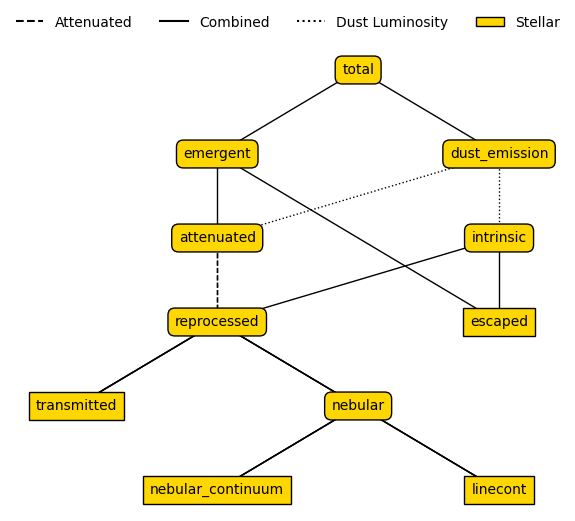 Attenuated Combined Dust Luminosity Stellar
total
emergent dust_emission
attenuated intrinsic
reprocessed escaped
transmitted nebular
nebular_continuum linecont